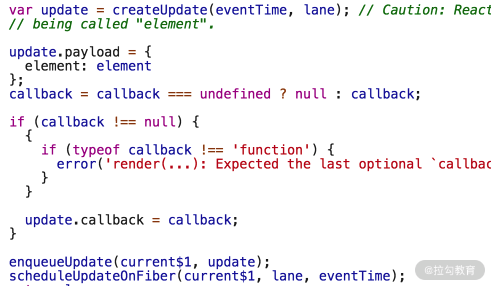 var update = createUpdate(eventTime, lane); // Caution: React
// being called "element".
update.payload = {
  element: element
};
callback = callback === undefined ? null : callback;
if (callback !== null) {
  {
    if (typeof callback !== 'function') {
      error('render(...): Expected the last optional `callbac
    }
  }
  update.callback = callback;
}
enqueueUpdate(current$1, update);
scheduleUpdateOnFiber(current$1, lane, eventTime);
@拉勾教育